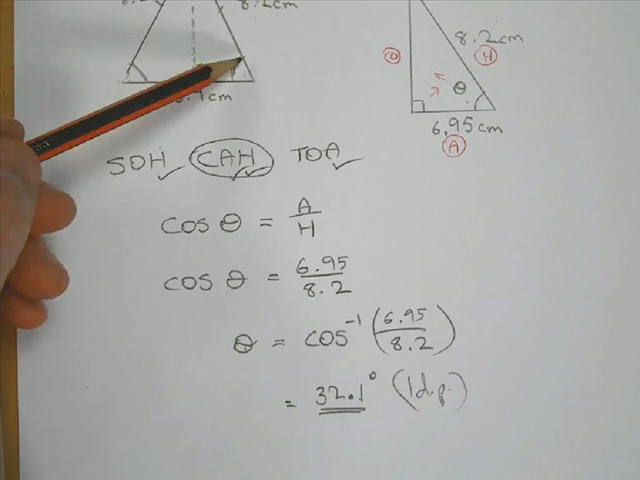 8.2cm
8.2cm
O
H
θ
6.95cm
A
SOH CAH TOA
cos θ = A/H
cos θ = 6.95/8.2
θ = cos⁻¹ (6.95/8.2)
= 32.1° (1d.p.)